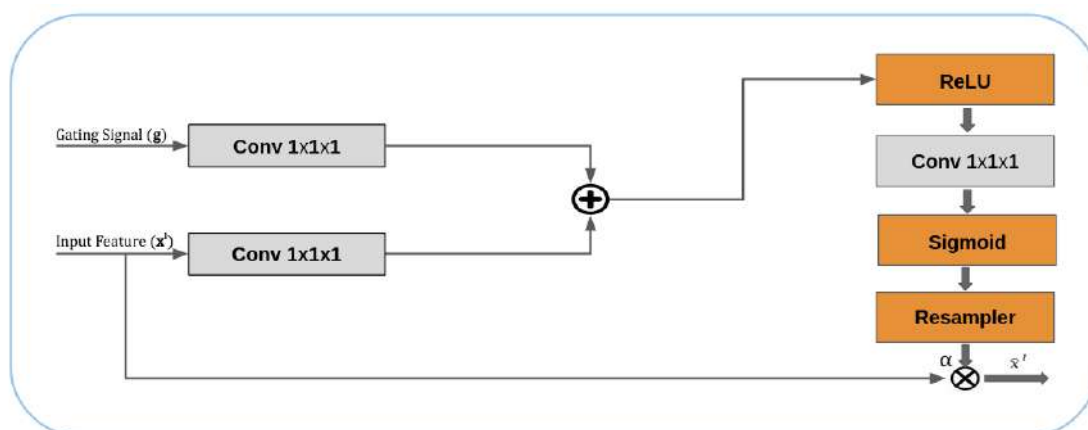 ReLU
Gating Signal (g)
Conv 1x1x1
Conv 1x1x1
Input Feature (xˡ)
Conv 1x1x1
Sigmoid
Resampler
α
x̂ˡ